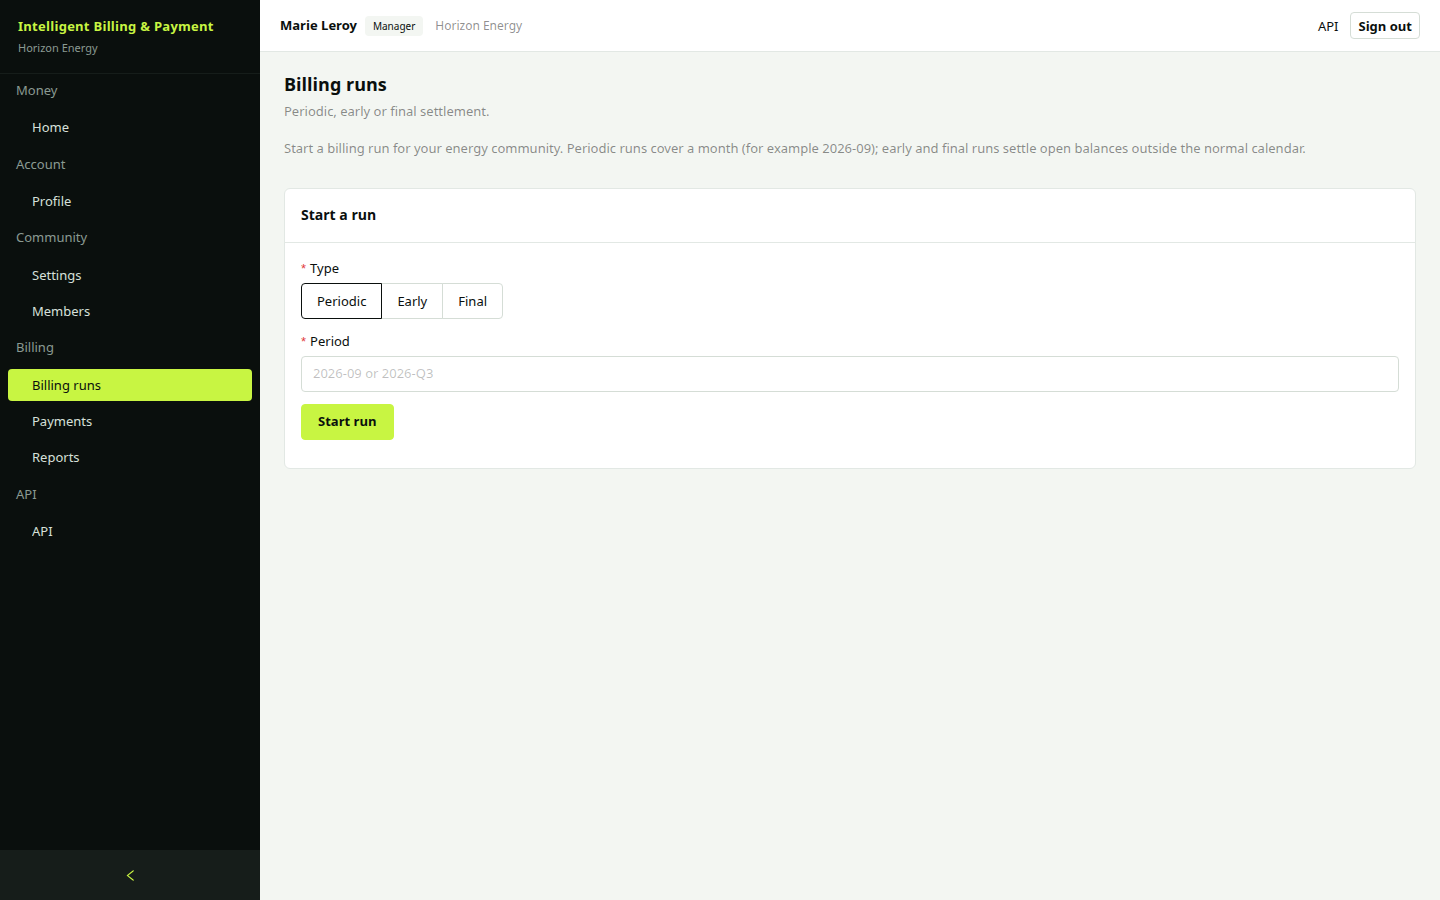 Intelligent Billing & Payment
Horizon Energy
Money
Home
Account
Profile
Community
Settings
Members
Billing
Billing runs
Payments
Reports
API
API
Marie Leroy Manager Horizon Energy
API Sign out
Billing runs
Periodic, early or final settlement.
Start a billing run for your energy community. Periodic runs cover a month (for example 2026-09); early and final runs settle open balances outside the normal calendar.
Start a run
* Type
Periodic Early Final
* Period
2026-09 or 2026-Q3
Start run